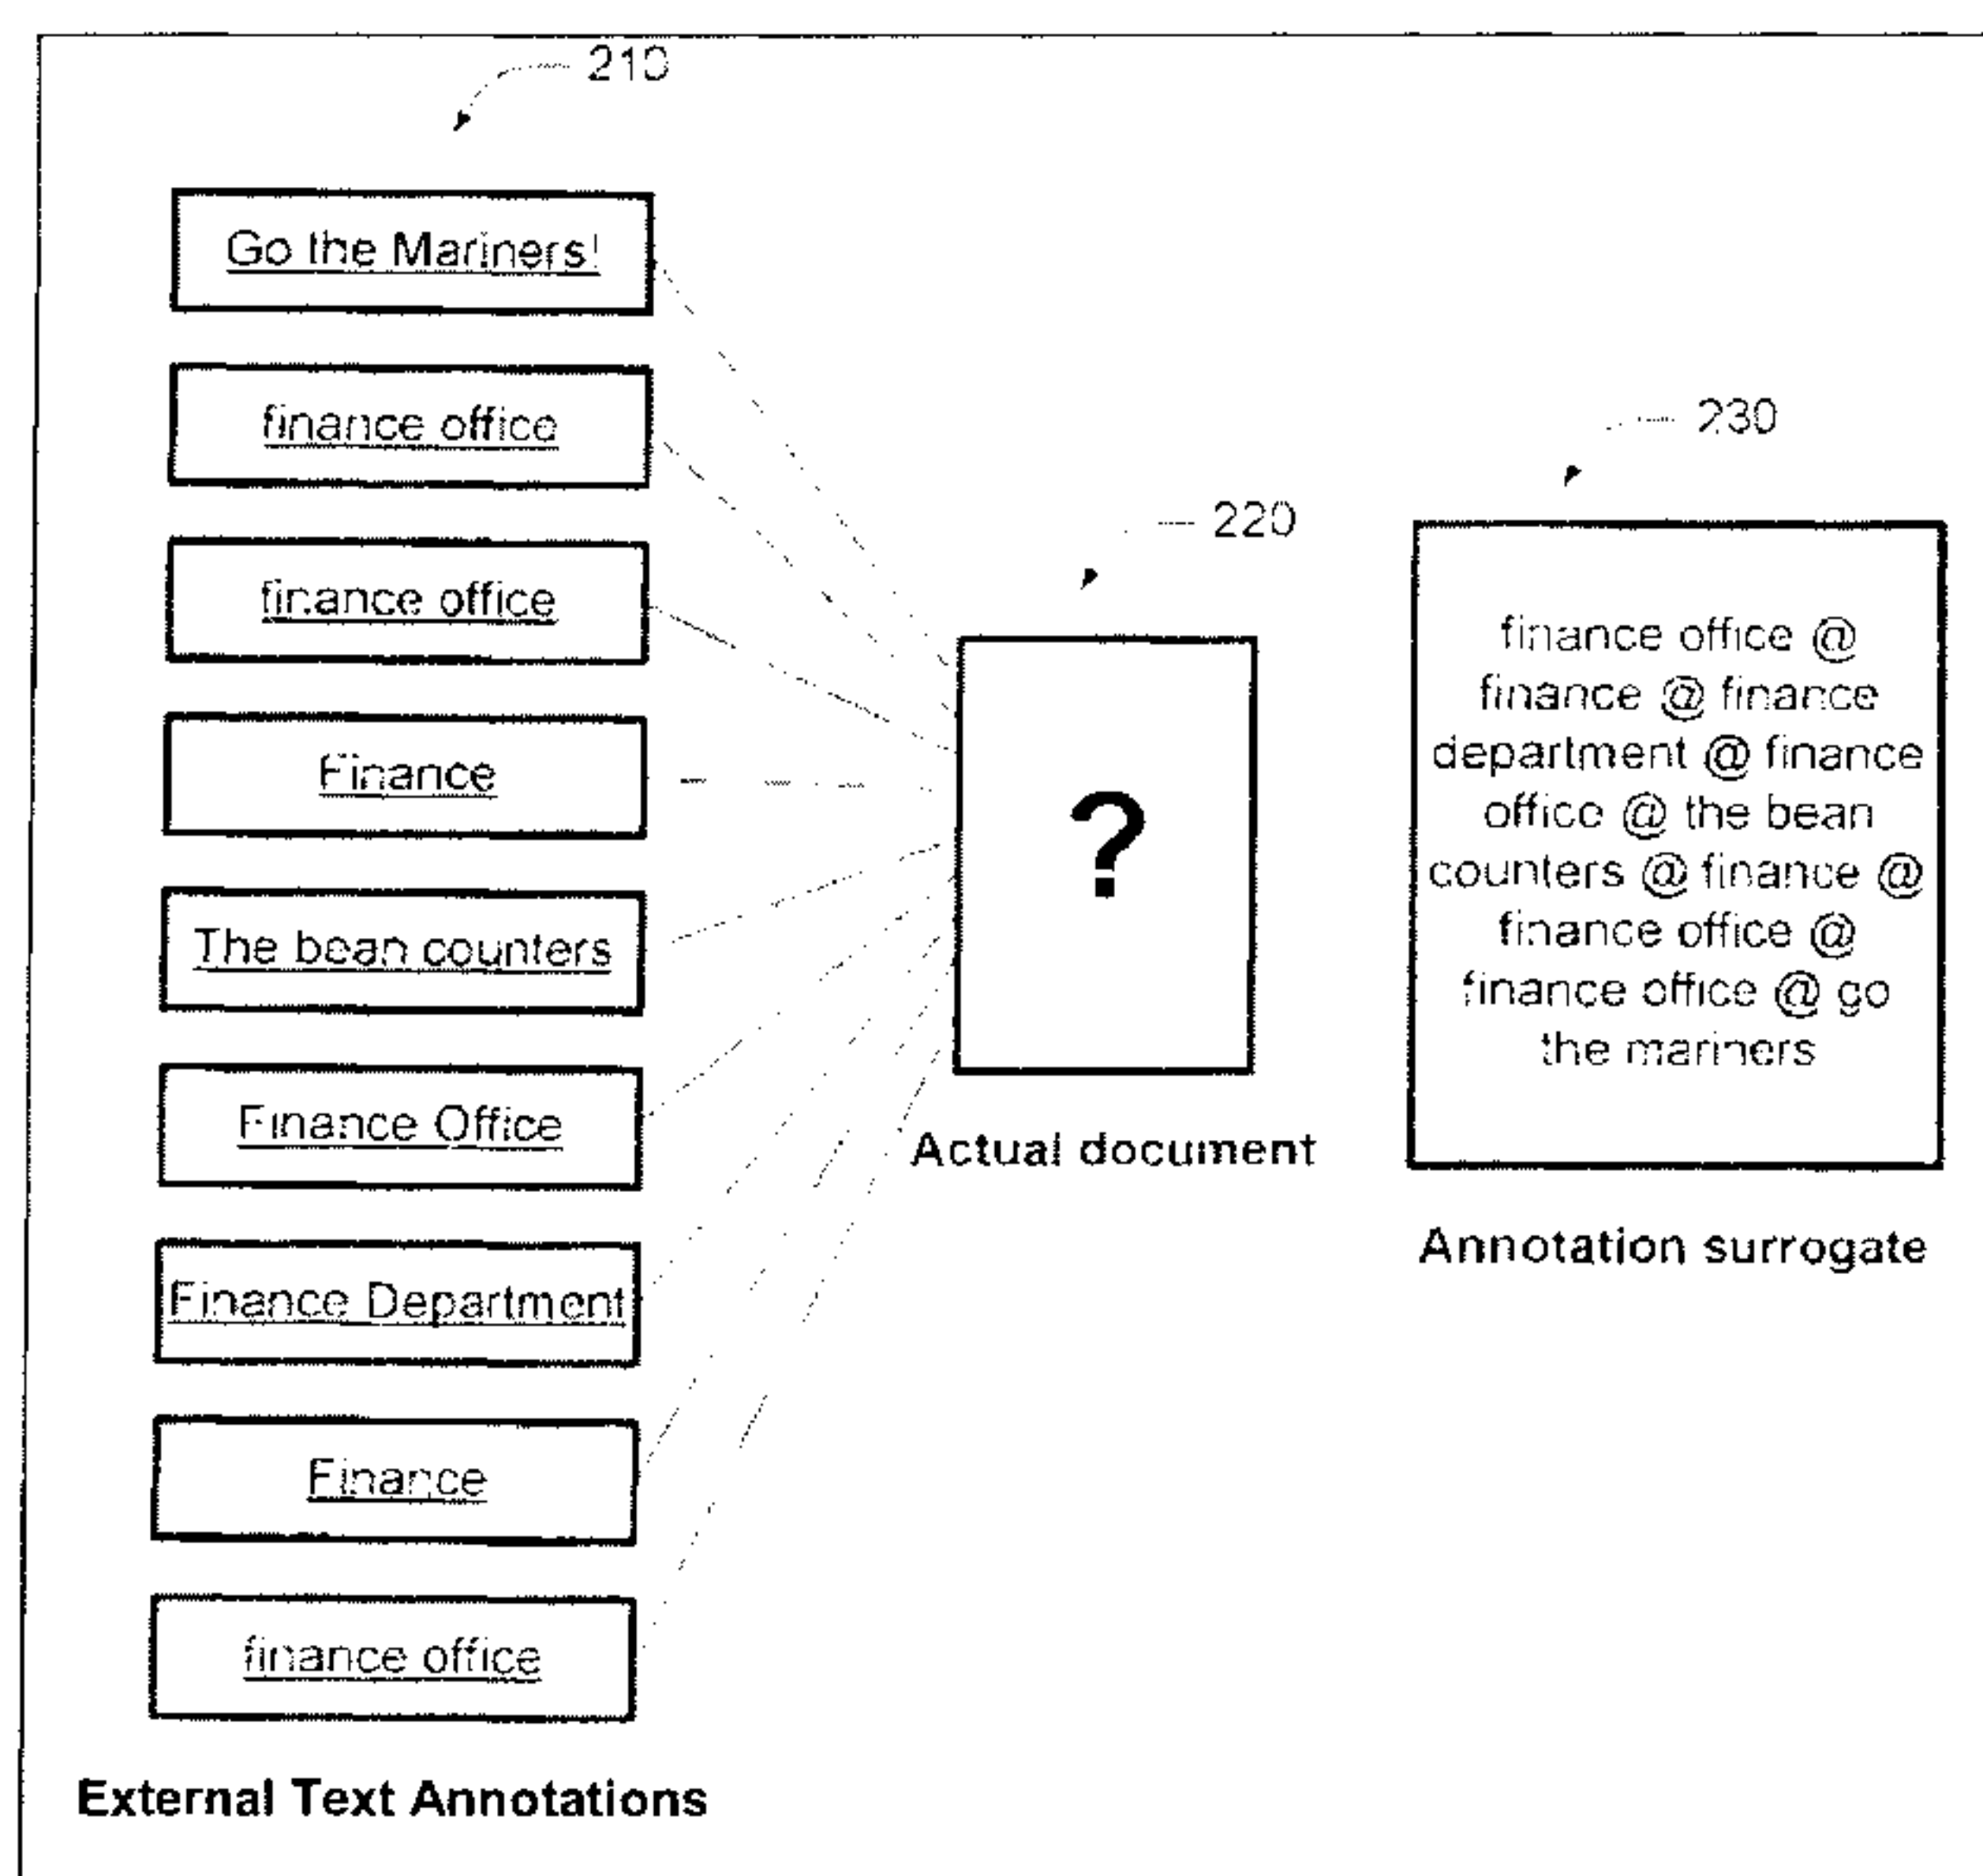 210
Go the Mariners!
finance office
finance office
Finance
The bean counters
Finance Office
Finance Department
Finance
finance office
External Text Annotations
220
?
Actual document
230
finance office @
finance @ finance
department @ finance
office @ the bean
counters @ finance @
finance office @
finance office @ go
the mariners
Annotation surrogate